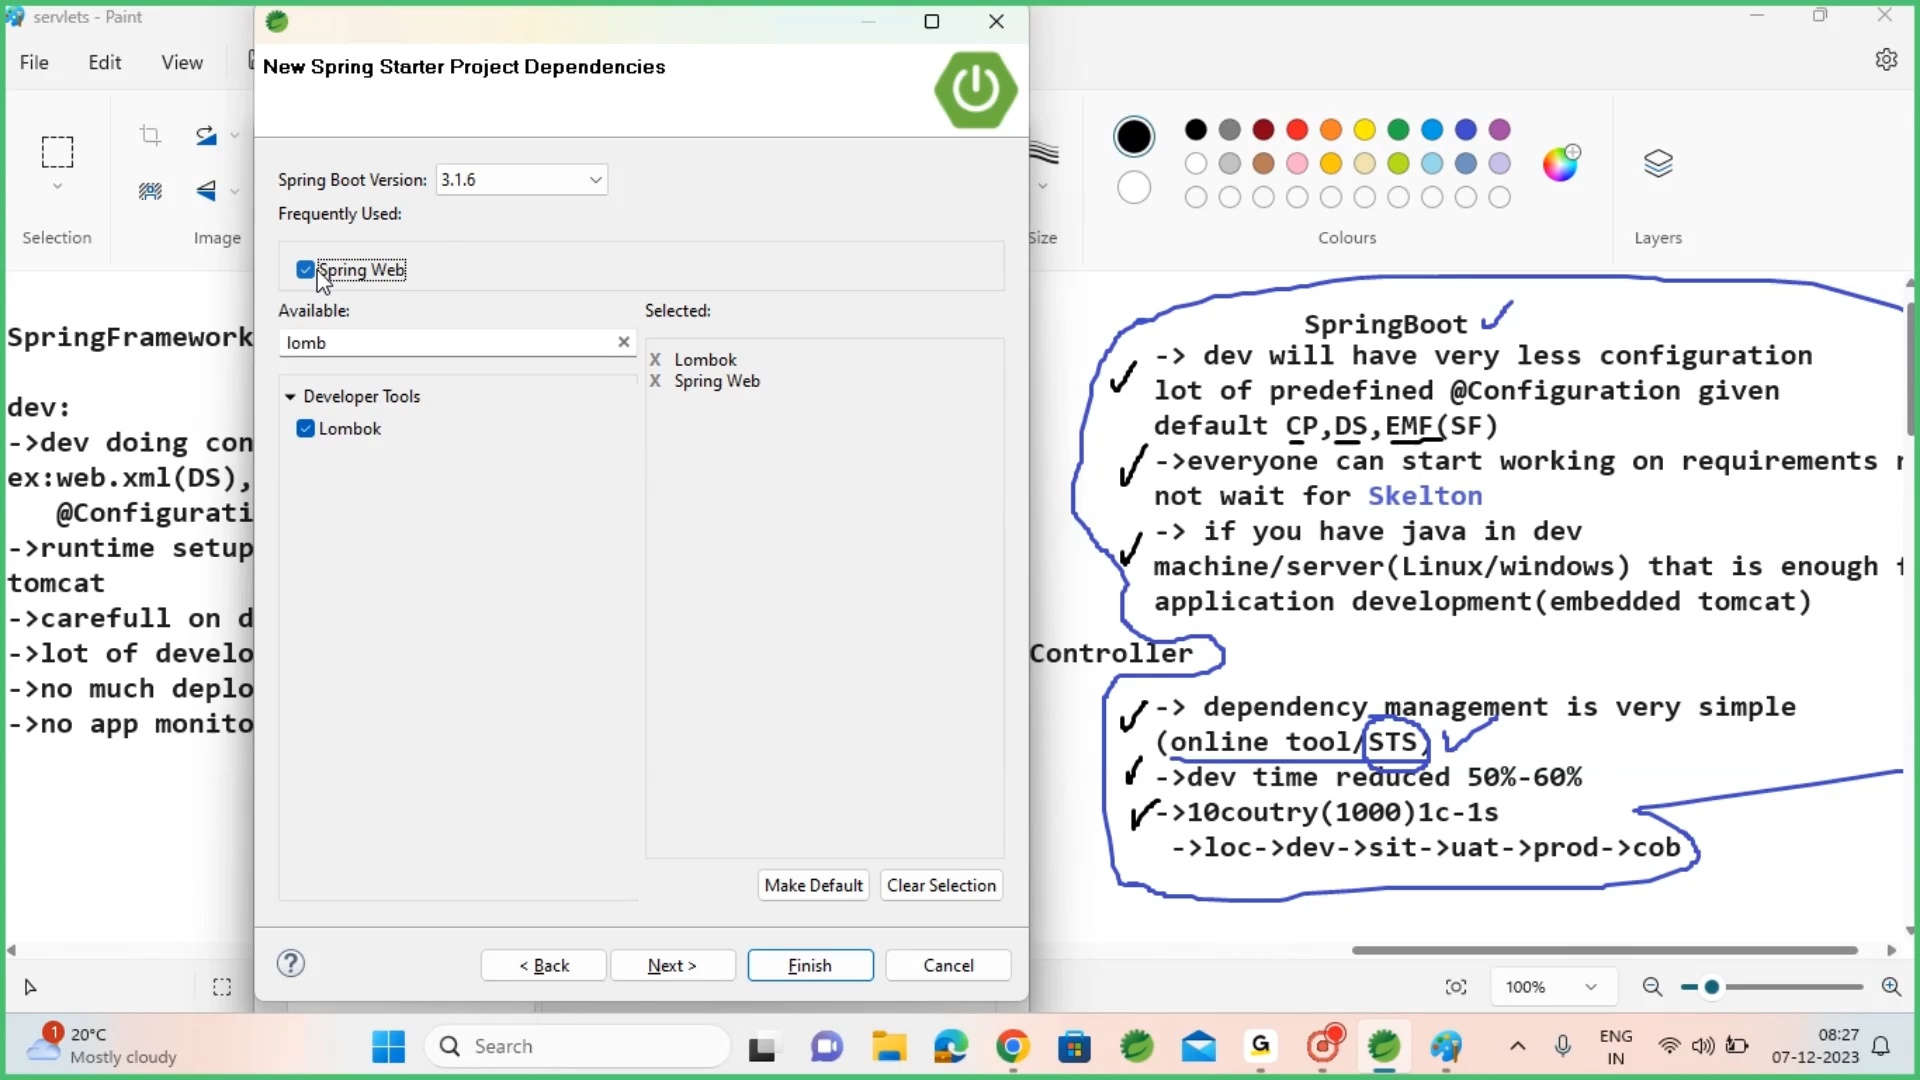 servlets - Paint
File Edit View
New Spring Starter Project Dependencies
Spring Boot Version: 3.1.6
Frequently Used:
Spring Web
Available:
Selected:
lomb
Developer Tools
Lombok
X Lombok
X Spring Web
Make Default
Clear Selection
< Back
Next >
Finish
Cancel
Selection
Image
Size
Colours
Layers
SpringFramework
dev:
->dev doing con
ex:web.xml(DS),
@Configurati
->runtime setup
tomcat
->carefull on d
->lot of develo
->no much deplo
->no app monito
SpringBoot
-> dev will have very less configuration
lot of predefined @Configuration given
default CP,DS,EMF(SF)
->everyone can start working on requirements r
not wait for Skelton
-> if you have java in dev
machine/server(Linux/windows) that is enough
application development(embedded tomcat)
Controller
-> dependency management is very simple
(online tool/STS)
->dev time reduced 50%-60%
->10coutry(1000)1c-1s
->loc->dev->sit->uat->prod->cob
100%
1
20°C
Mostly cloudy
Search
G
ENG
IN
08:27
07-12-2023